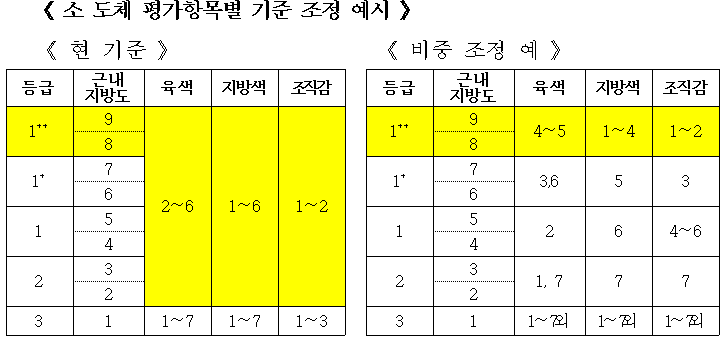 《 소 도체 평가항목별 기준 조정 예시 》
《 현 기준 》
등급 근내지방도 육색 지방색 조직감
1++ 9 8 2~6 1~6 1~2
1+ 7 6
1 5 4
2 3 2
3 1 1~7 1~7 1~3
《 비중 조정 예 》
등급 근내지방도 육색 지방색 조직감
1++ 9 8 4~5 1~4 1~2
1+ 7 6 3,6 5 3
1 5 4 2 6 4~6
2 3 2 1, 7 7 7
3 1 1~7외 1~7외 1~7외